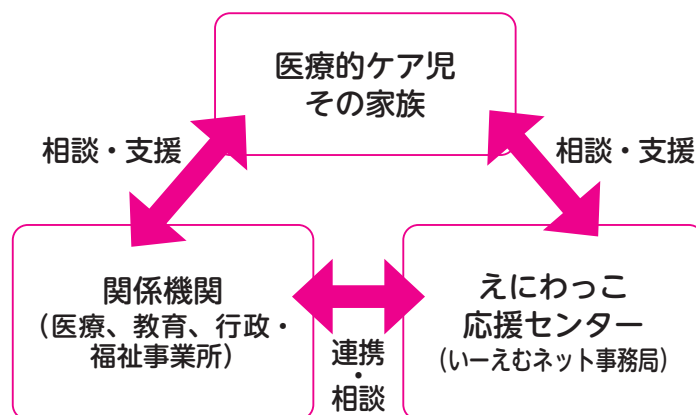 医療的ケア児
その家族
相談・支援
相談・支援
関係機関
（医療、教育、行政・
福祉事業所）
えにわっこ
応援センター
（いーえむネット事務局）
連携
・
相談